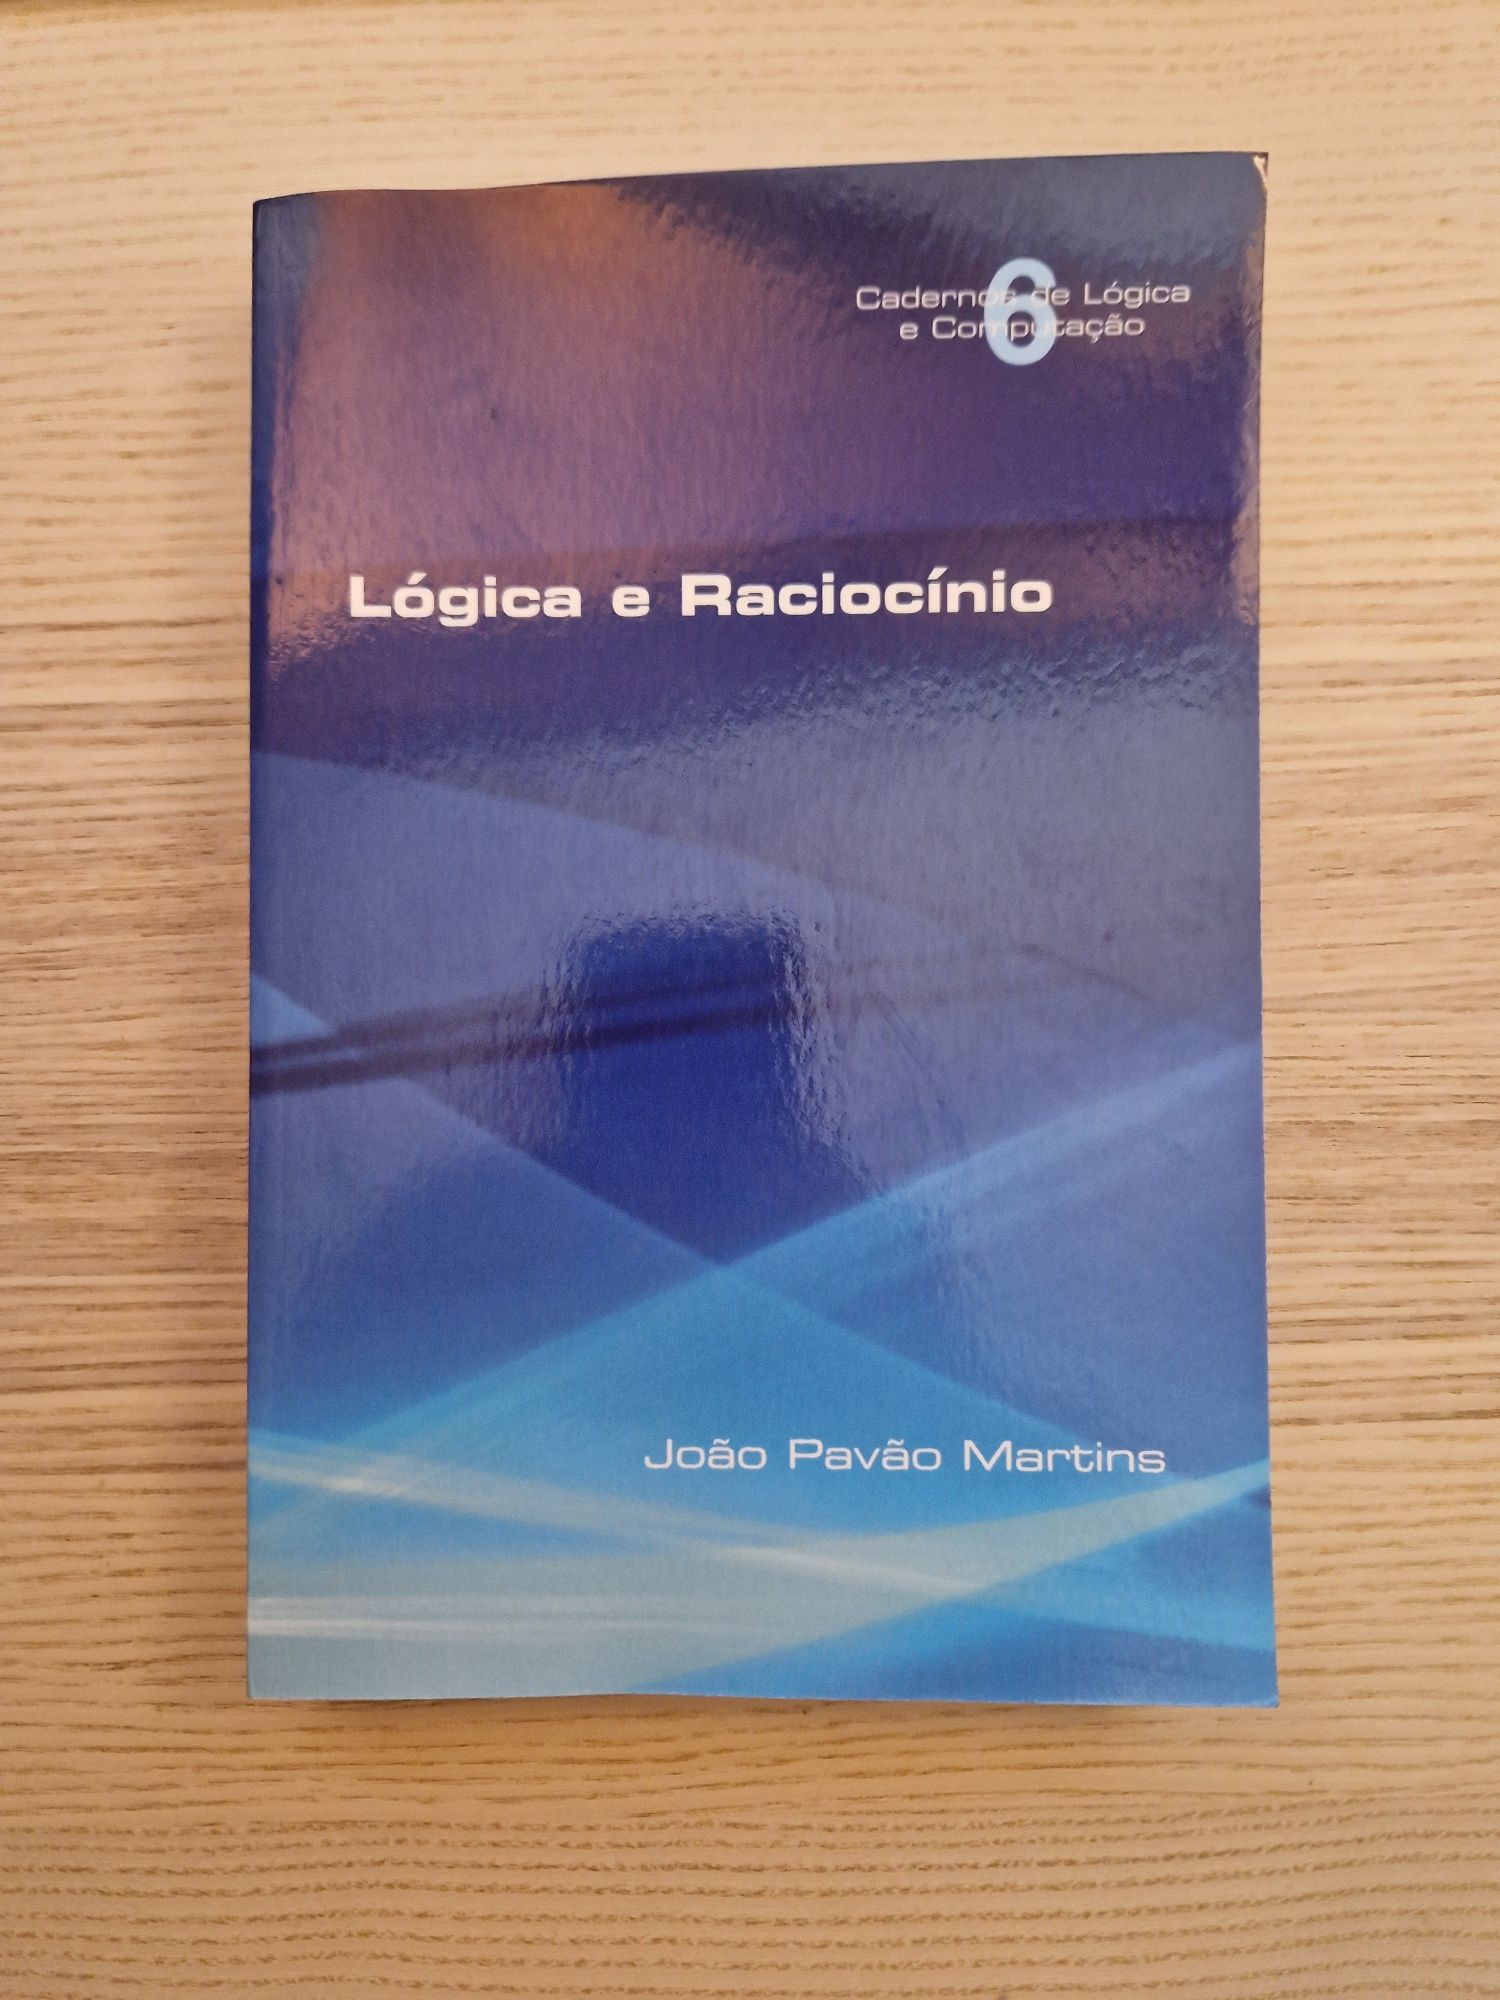 Cadernos de Lógica
e Computação
6
Lógica e Raciocínio
João Pavão Martins